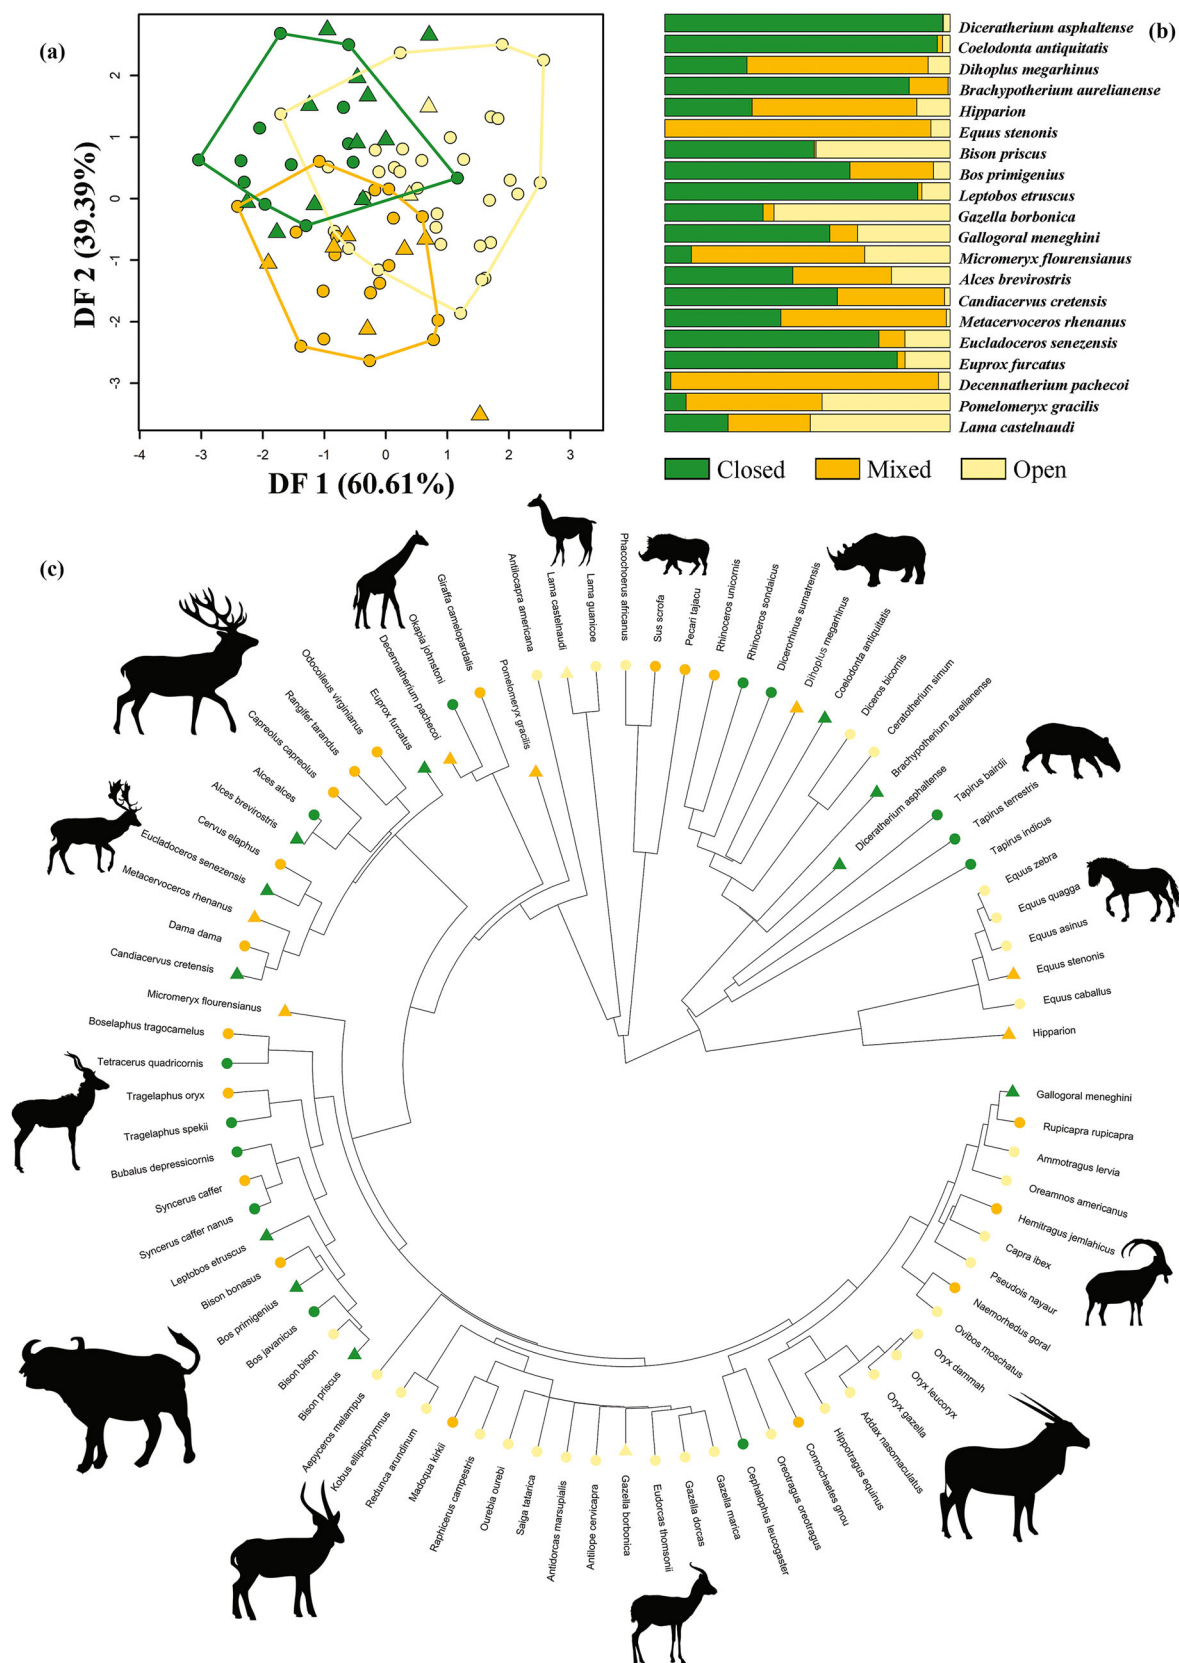 (a)
2
1
0
-1
-2
-3
-4
-3
-2
-1
0
1
2
3
DF 2 (39.39%)
DF 1 (60.61%)
(b)
Diceratherium asphaltense
Coelodonta antiquitatis
Dihoplus megarhinus
Brachypotherium aurelianense
Hipparion
Equus stenonis
Bison priscus
Bos primigenius
Leptobos etruscus
Gazella borbonica
Gallogoral meneghini
Micromeryx flourensianus
Alces brevirostris
Candiacervus cretensis
Metacervoceros rhenanus
Eucladoceros senezensis
Euprox furcatus
Decennatherium pachecoi
Pomelomeryx gracilis
Lama castelnaudi
Closed
Mixed
Open
(c)
Candiacervus cretensis
Dama dama
Metacervoceros rhenanus
Eucladoceros senezensis
Cervus elaphus
Alces brevirostris
Alces alces
Capreolus capreolus
Rangifer tarandus
Odocoileus virginianus
Euprox furcatus
Decennatherium pachecoi
Okapia johnstoni
Giraffa camelopardalis
Pomelomeryx gracilis
Antilocapra americana
Lama castelnaudi
Lama guanicoe
Phacochoerus africanus
Sus scrofa
Pecari tajacu
Rhinoceros unicornis
Rhinoceros sondaicus
Dicerorhinus sumatrensis
Dihoplus megarhinus
Coelodonta antiquitatis
Diceros bicornis
Ceratotherium simum
Brachypotherium aurelianense
Diceratherium asphaltense
Tapirus bairdii
Tapirus terrestris
Tapirus indicus
Equus zebra
Equus quagga
Equus asinus
Equus stenonis
Equus caballus
Hipparion
Gallogoral meneghini
Rupicapra rupicapra
Ammotragus lervia
Oreamnos americanus
Hemitragus jemlahicus
Capra ibex
Pseudois nayaur
Naemorhedus goral
Ovibos moschatus
Oryx dammah
Oryx leucoryx
Oryx gazella
Addax nasomaculatus
Hippotragus equinus
Connochaetes gnou
Oreotragus oreotragus
Cephalophus leucogaster
Gazella marica
Gazella dorcas
Eudorcas thomsonii
Gazella borbonica
Antilope cervicapra
Antidorcas marsupialis
Saiga tatarica
Ourebia ourebi
Raphicerus campestris
Madoqua kirkii
Redunca arundinum
Kobus ellipsiprymnus
Aepyceros melampus
Bison priscus
Bison bison
Bos javanicus
Bos primigenius
Bison bonasus
Leptobos etruscus
Syncerus caffer nanus
Syncerus caffer
Bubalus depressicornis
Tragelaphus spekii
Tragelaphus oryx
Tetracerus quadricornis
Boselaphus tragocamelus
Micromeryx flourensianus